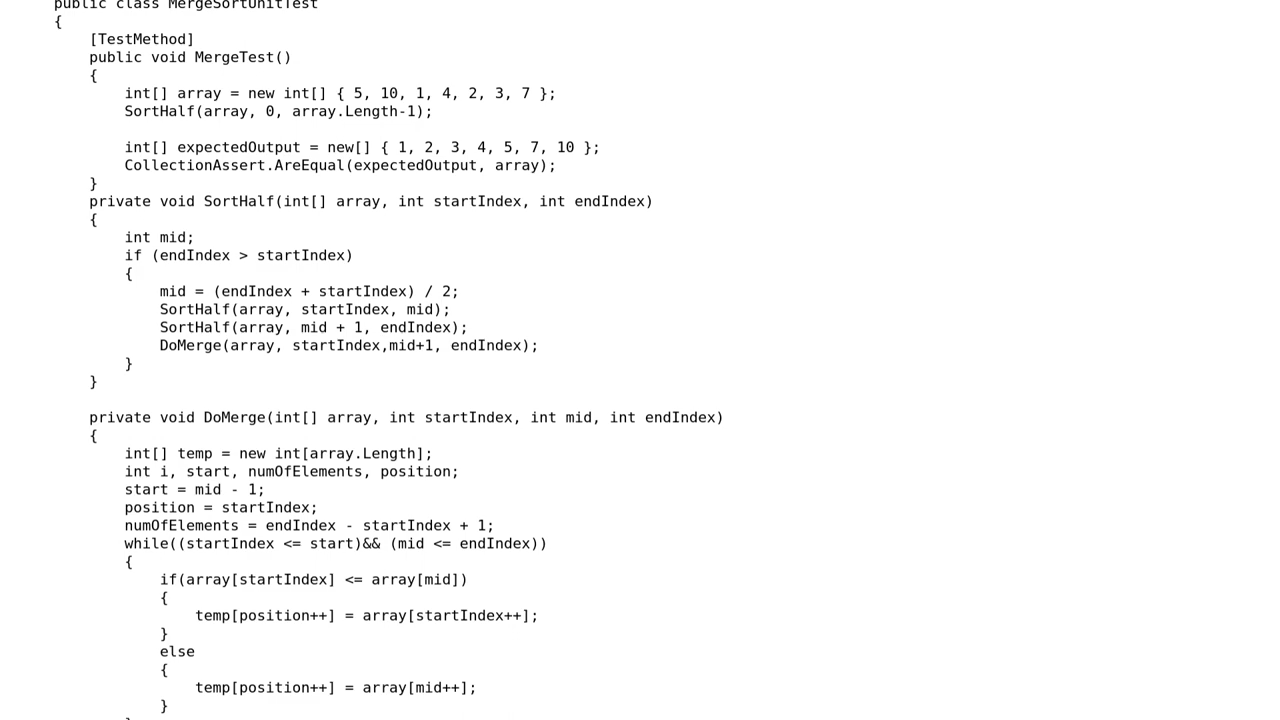 public class MergeSortUnitTest
{
[TestMethod]
public void MergeTest()
{
int[] array = new int[] { 5, 10, 1, 4, 2, 3, 7 };
SortHalf(array, 0, array.Length-1);
int[] expectedOutput = new[] { 1, 2, 3, 4, 5, 7, 10 };
CollectionAssert.AreEqual(expectedOutput, array);
}
private void SortHalf(int[] array, int startIndex, int endIndex)
{
int mid;
if (endIndex > startIndex)
{
mid = (endIndex + startIndex) / 2;
SortHalf(array, startIndex, mid);
SortHalf(array, mid + 1, endIndex);
DoMerge(array, startIndex,mid+1, endIndex);
}
}
private void DoMerge(int[] array, int startIndex, int mid, int endIndex)
{
int[] temp = new int[array.Length];
int i, start, numOfElements, position;
start = mid - 1;
position = startIndex;
numOfElements = endIndex - startIndex + 1;
while((startIndex <= start)&& (mid <= endIndex))
{
if(array[startIndex] <= array[mid])
{
temp[position++] = array[startIndex++];
}
else
{
temp[position++] = array[mid++];
}
}